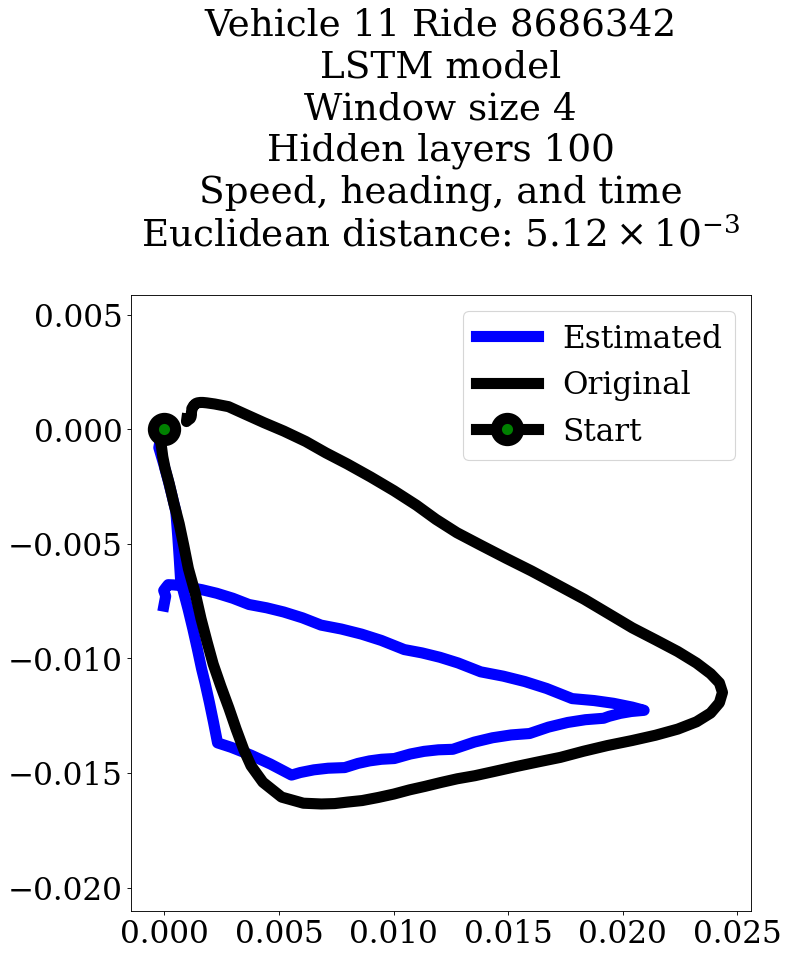 Vehicle 11 Ride 8686342
LSTM model
Window size 4
Hidden layers 100
Speed, heading, and time
Euclidean distance: 5.12 × 10⁻³
0.005
0.000
−0.005
−0.010
−0.015
−0.020
Estimated
Original
Start
0.000 0.005 0.010 0.015 0.020 0.025